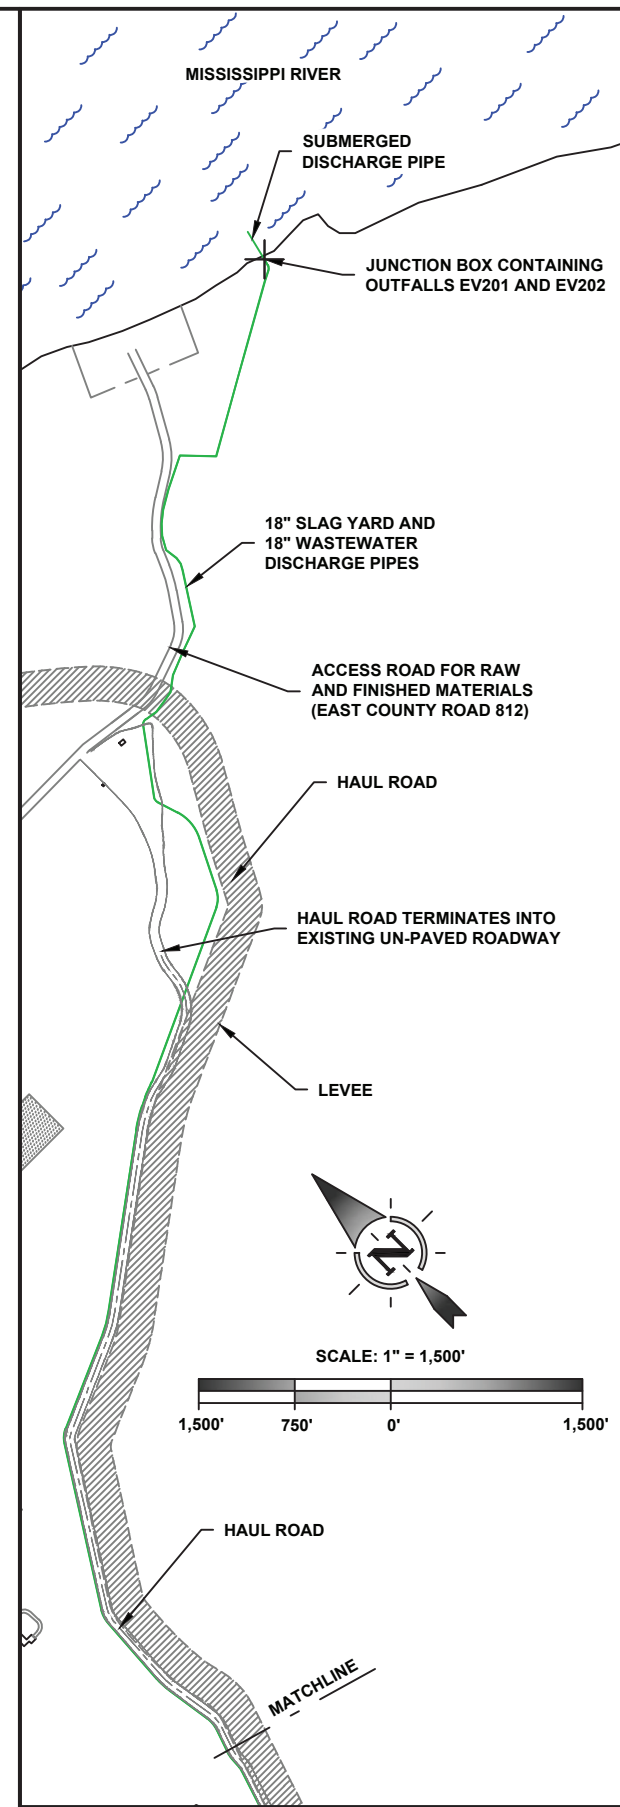 MISSISSIPPI RIVER
SUBMERGED
DISCHARGE PIPE
JUNCTION BOX CONTAINING
OUTFALLS EV201 AND EV202
18" SLAG YARD AND
18" WASTEWATER
DISCHARGE PIPES
ACCESS ROAD FOR RAW
AND FINISHED MATERIALS
(EAST COUNTY ROAD 812)
HAUL ROAD
HAUL ROAD TERMINATES INTO
EXISTING UN-PAVED ROADWAY
LEVEE
N
SCALE: 1" = 1,500'
1,500' 750' 0' 1,500'
HAUL ROAD
MATCHLINE